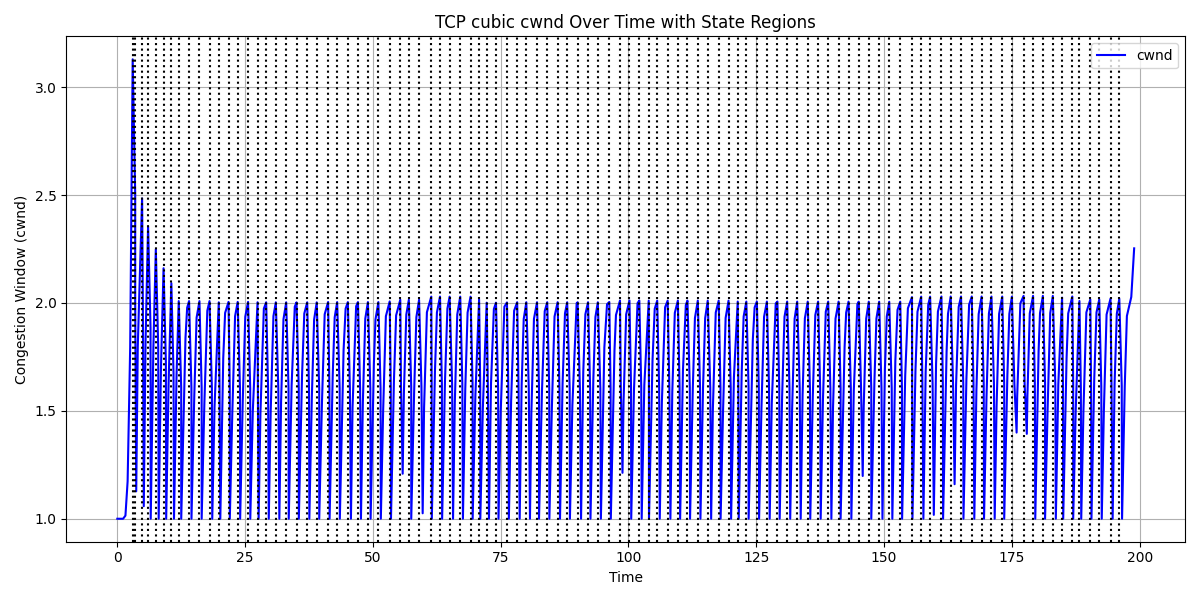 TCP cubic cwnd Over Time with State Regions
cwnd
Congestion Window (cwnd)
3.0
2.5
2.0
1.5
1.0
0 25 50 75 100 125 150 175 200
Time